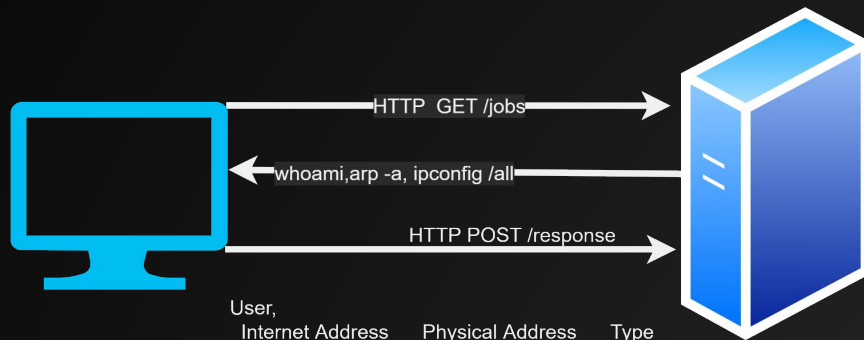 HTTP GET /jobs
whoami,arp -a, ipconfig /all
HTTP POST /response
User,
Internet Address Physical Address Type